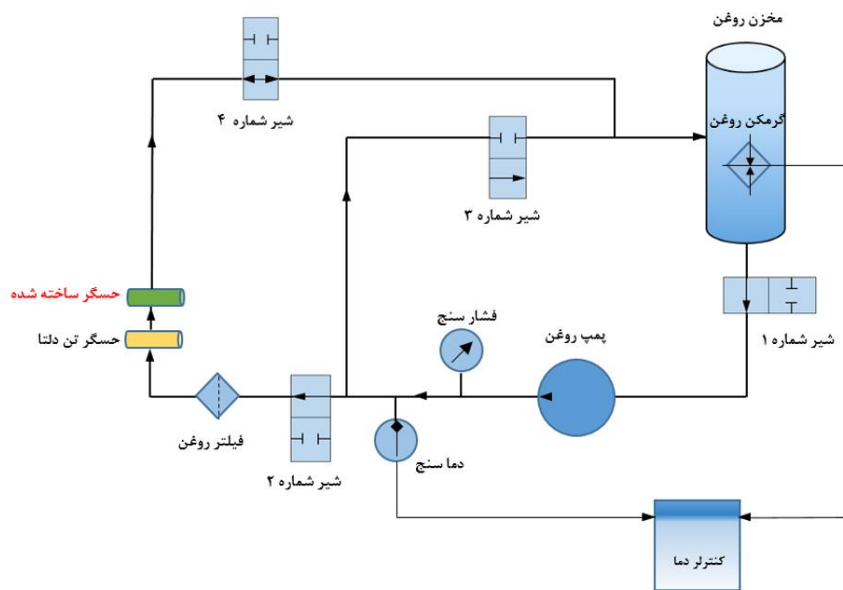 مخزن روغن
گرمکن روغن
شیر شماره ۴
شیر شماره ۳
حسگر ساخته شده
حسگر تن دلتا
فشار سنج
پمپ روغن
شیر شماره ۱
فیلتر روغن
شیر شماره ۲
دما سنج
کنترلر دما